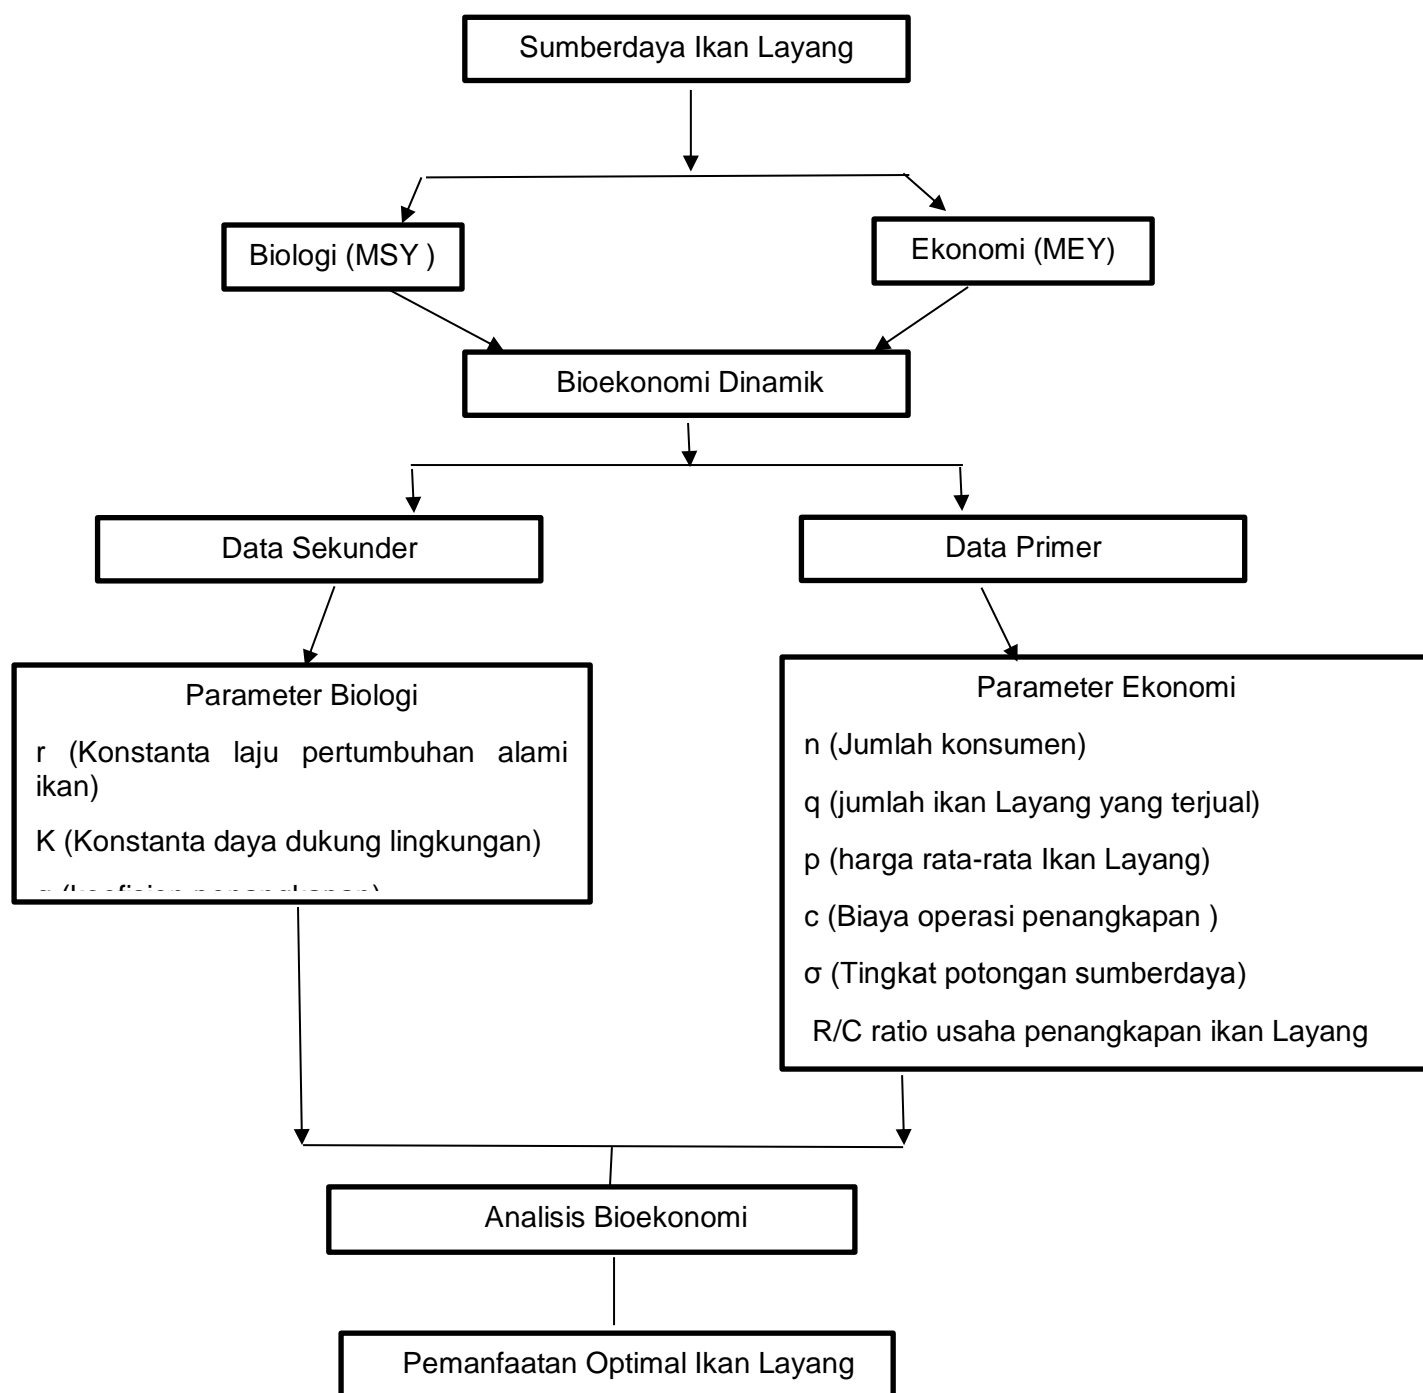 Sumberdaya Ikan Layang
Biologi (MSY )
Ekonomi (MEY)
Bioekonomi Dinamik
Data Sekunder
Data Primer
Parameter Biologi
r (Konstanta laju pertumbuhan alami
ikan)
K (Konstanta daya dukung lingkungan)
Parameter Ekonomi
n (Jumlah konsumen)
q (jumlah ikan Layang yang terjual)
p (harga rata-rata Ikan Layang)
c (Biaya operasi penangkapan )
σ (Tingkat potongan sumberdaya)
R/C ratio usaha penangkapan ikan Layang
Analisis Bioekonomi
Pemanfaatan Optimal Ikan Layang